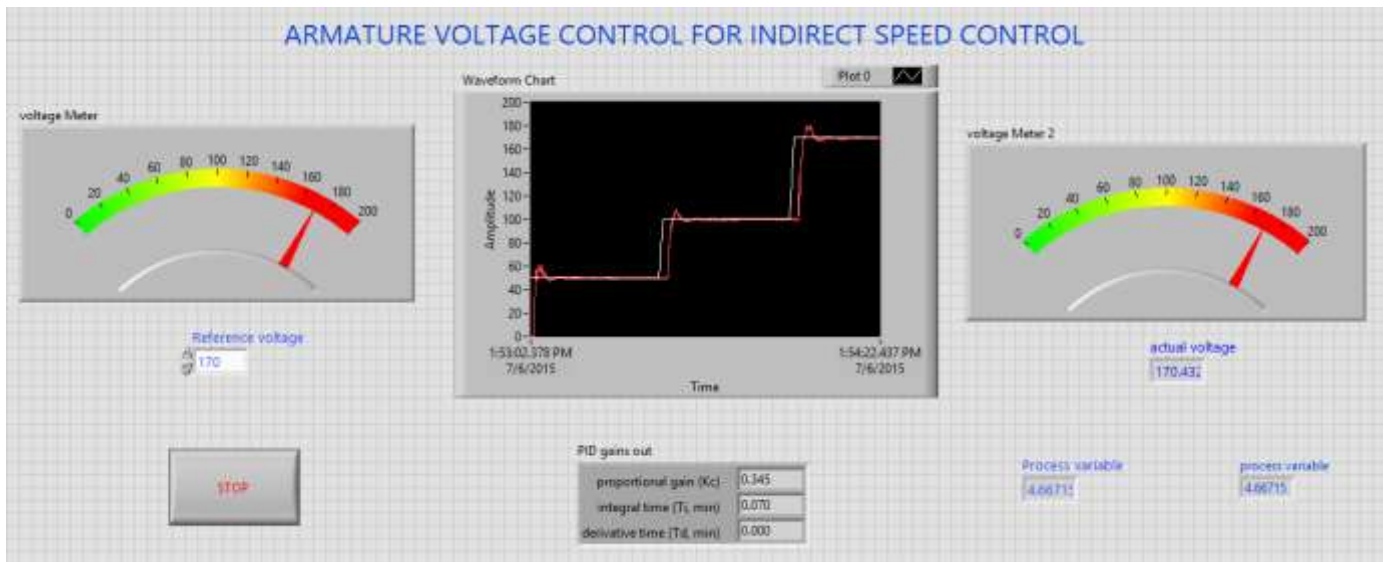 ARMATURE VOLTAGE CONTROL FOR INDIRECT SPEED CONTROL
Waveform Chart
Plot 0
voltage Meter
0 20 40 60 80 100 120 140 160 180 200
200
180
160
140
120
100
80
60
40
20
0
Amplitude
1:53:02.378 PM
7/6/2015
1:54:22.437 PM
7/6/2015
Time
voltage Meter 2
0 20 40 60 80 100 120 140 160 180 200
Reference voltage
170
actual voltage
170.432
STOP
PID gains out
proportional gain (Kc) 0.345
integral time (Ti, min) 0.070
derivative time (Td, min) 0.000
Process variable
4.6671
process variable
4.66715